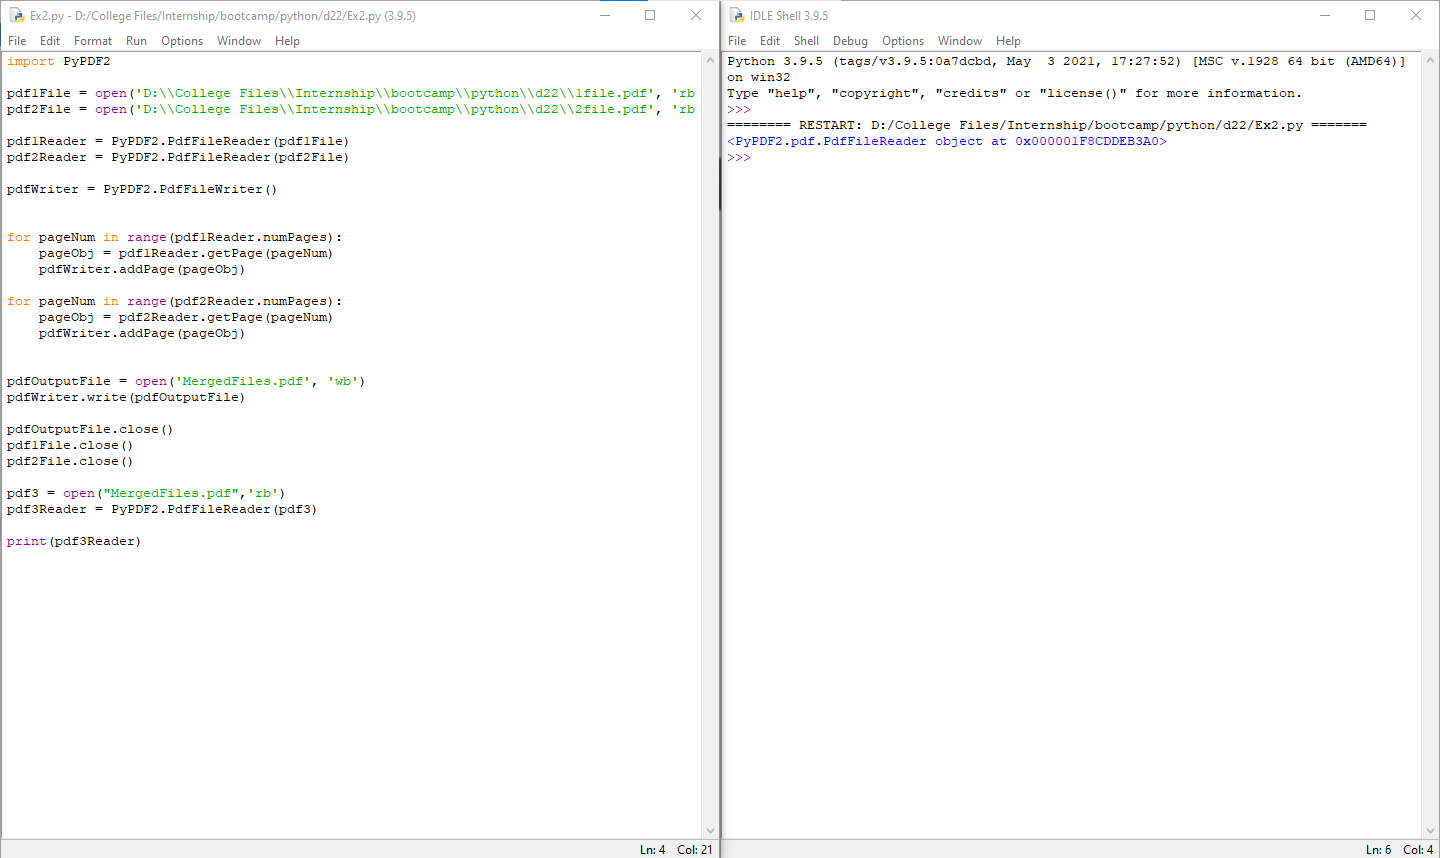 Ex2.py - D:/College Files/Internship/bootcamp/python/d22/Ex2.py (3.9.5)
File Edit Format Run Options Window Help
import PyPDF2
pdf1File = open('D:\\College Files\\Internship\\bootcamp\\python\\d22\\1file.pdf', 'rb
pdf2File = open('D:\\College Files\\Internship\\bootcamp\\python\\d22\\2file.pdf', 'rb
pdf1Reader = PyPDF2.PdfFileReader(pdf1File)
pdf2Reader = PyPDF2.PdfFileReader(pdf2File)
pdfWriter = PyPDF2.PdfFileWriter()
for pageNum in range(pdf1Reader.numPages):
    pageObj = pdf1Reader.getPage(pageNum)
    pdfWriter.addPage(pageObj)
for pageNum in range(pdf2Reader.numPages):
    pageObj = pdf2Reader.getPage(pageNum)
    pdfWriter.addPage(pageObj)
pdfOutputFile = open('MergedFiles.pdf', 'wb')
pdfWriter.write(pdfOutputFile)
pdfOutputFile.close()
pdf1File.close()
pdf2File.close()
pdf3 = open("MergedFiles.pdf",'rb')
pdf3Reader = PyPDF2.PdfFileReader(pdf3)
print(pdf3Reader)
Ln: 4 Col: 21
IDLE Shell 3.9.5
File Edit Shell Debug Options Window Help
Python 3.9.5 (tags/v3.9.5:0a7dcbd, May  3 2021, 17:27:52) [MSC v.1928 64 bit (AMD64)]
on win32
Type "help", "copyright", "credits" or "license()" for more information.
>>>
======== RESTART: D:/College Files/Internship/bootcamp/python/d22/Ex2.py =======
<PyPDF2.pdf.PdfFileReader object at 0x000001F8CDDEB3A0>
>>>
Ln: 6 Col: 4